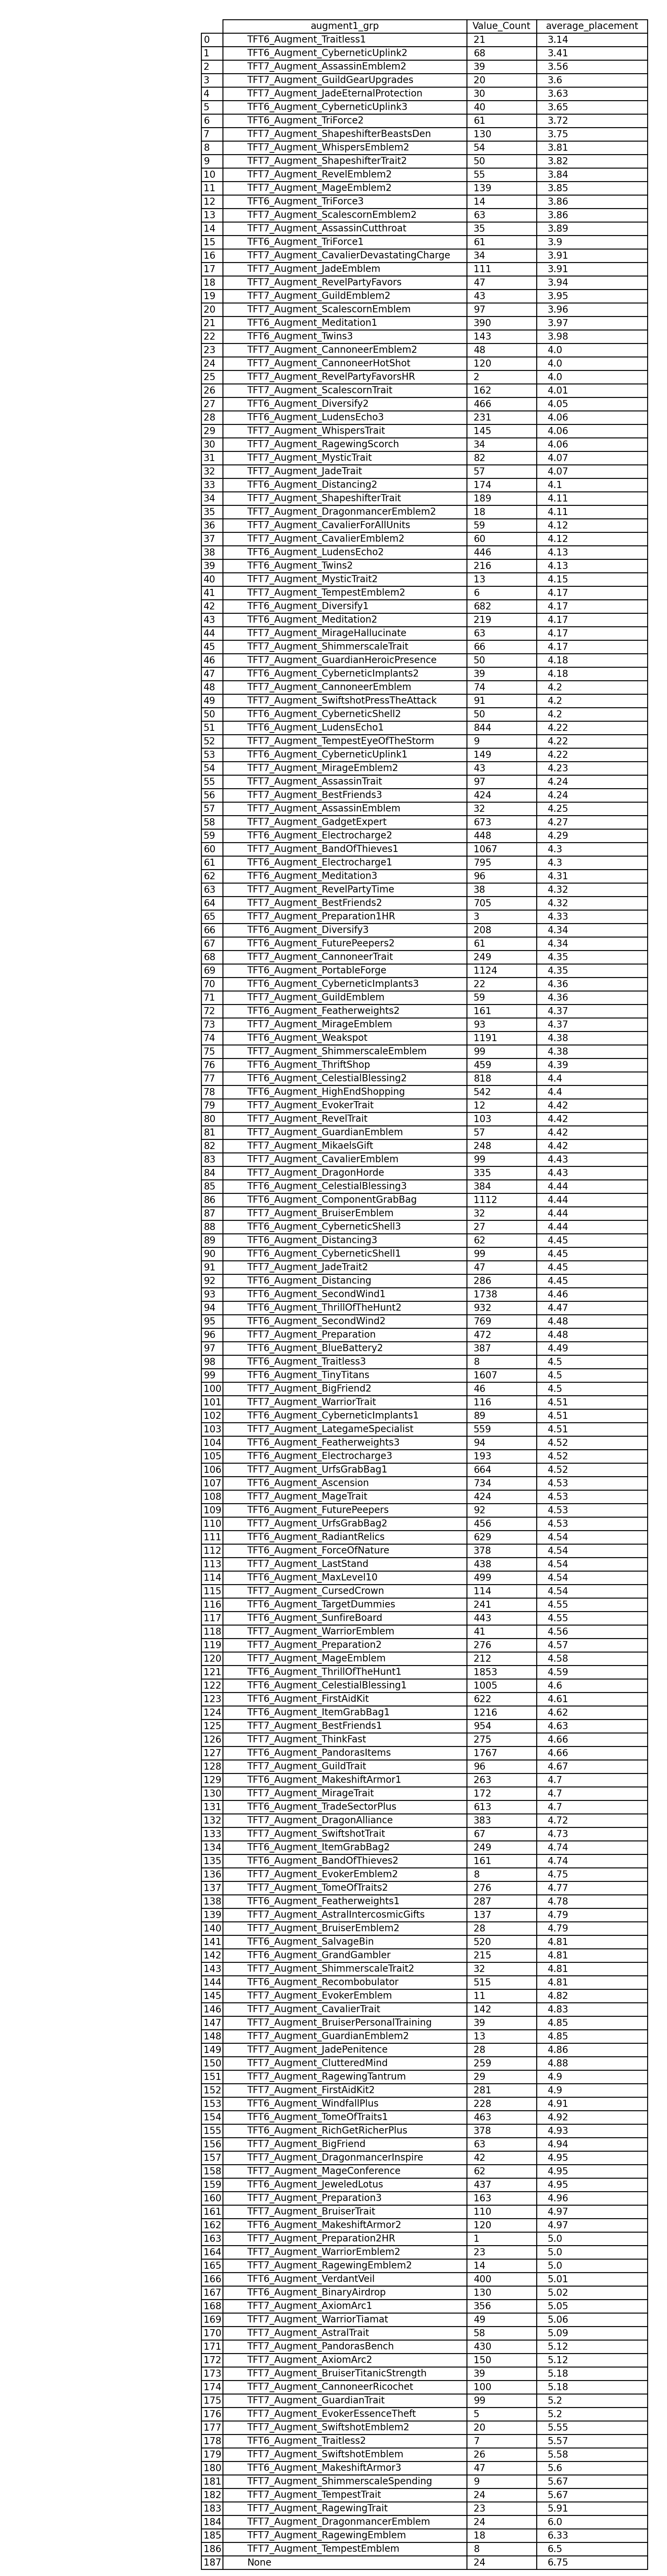 augment1_grp Value_Count average_placement
0 TFT6_Augment_Traitless1 21 3.14
1 TFT6_Augment_CyberneticUplink2 68 3.41
2 TFT7_Augment_AssassinEmblem2 39 3.56
3 TFT7_Augment_GuildGearUpgrades 20 3.6
4 TFT7_Augment_JadeEternalProtection 30 3.63
5 TFT6_Augment_CyberneticUplink3 40 3.65
6 TFT6_Augment_TriForce2 61 3.72
7 TFT7_Augment_ShapeshifterBeastsDen 130 3.75
8 TFT7_Augment_WhispersEmblem2 54 3.81
9 TFT7_Augment_ShapeshifterTrait2 50 3.82
10 TFT7_Augment_RevelEmblem2 55 3.84
11 TFT7_Augment_MageEmblem2 139 3.85
12 TFT6_Augment_TriForce3 14 3.86
13 TFT7_Augment_ScalescornEmblem2 63 3.86
14 TFT7_Augment_AssassinCutthroat 35 3.89
15 TFT6_Augment_TriForce1 61 3.9
16 TFT7_Augment_CavalierDevastatingCharge 34 3.91
17 TFT7_Augment_JadeEmblem 111 3.91
18 TFT7_Augment_RevelPartyFavors 47 3.94
19 TFT7_Augment_GuildEmblem2 43 3.95
20 TFT7_Augment_ScalescornEmblem 97 3.96
21 TFT6_Augment_Meditation1 390 3.97
22 TFT6_Augment_Twins3 143 3.98
23 TFT7_Augment_CannoneerEmblem2 48 4.0
24 TFT7_Augment_CannoneerHotShot 120 4.0
25 TFT7_Augment_RevelPartyFavorsHR 2 4.0
26 TFT7_Augment_ScalescornTrait 162 4.01
27 TFT6_Augment_Diversify2 466 4.05
28 TFT6_Augment_LudensEcho3 231 4.06
29 TFT7_Augment_WhispersTrait 145 4.06
30 TFT7_Augment_RagewingScorch 34 4.06
31 TFT7_Augment_MysticTrait 82 4.07
32 TFT7_Augment_JadeTrait 57 4.07
33 TFT6_Augment_Distancing2 174 4.1
34 TFT7_Augment_ShapeshifterTrait 189 4.11
35 TFT7_Augment_DragonmancerEmblem2 18 4.11
36 TFT7_Augment_CavalierForAllUnits 59 4.12
37 TFT7_Augment_CavalierEmblem2 60 4.12
38 TFT6_Augment_LudensEcho2 446 4.13
39 TFT6_Augment_Twins2 216 4.13
40 TFT7_Augment_MysticTrait2 13 4.15
41 TFT7_Augment_TempestEmblem2 6 4.17
42 TFT6_Augment_Diversify1 682 4.17
43 TFT6_Augment_Meditation2 219 4.17
44 TFT7_Augment_MirageHallucinate 63 4.17
45 TFT7_Augment_ShimmerscaleTrait 66 4.17
46 TFT7_Augment_GuardianHeroicPresence 50 4.18
47 TFT6_Augment_CyberneticImplants2 39 4.18
48 TFT7_Augment_CannoneerEmblem 74 4.2
49 TFT7_Augment_SwiftshotPressTheAttack 91 4.2
50 TFT6_Augment_CyberneticShell2 50 4.2
51 TFT6_Augment_LudensEcho1 844 4.22
52 TFT7_Augment_TempestEyeOfTheStorm 9 4.22
53 TFT6_Augment_CyberneticUplink1 149 4.22
54 TFT7_Augment_MirageEmblem2 43 4.23
55 TFT7_Augment_AssassinTrait 97 4.24
56 TFT7_Augment_BestFriends3 424 4.24
57 TFT7_Augment_AssassinEmblem 32 4.25
58 TFT7_Augment_GadgetExpert 673 4.27
59 TFT6_Augment_Electrocharge2 448 4.29
60 TFT7_Augment_BandOfThieves1 1067 4.3
61 TFT6_Augment_Electrocharge1 795 4.3
62 TFT6_Augment_Meditation3 96 4.31
63 TFT7_Augment_RevelPartyTime 38 4.32
64 TFT7_Augment_BestFriends2 705 4.32
65 TFT7_Augment_Preparation1HR 3 4.33
66 TFT6_Augment_Diversify3 208 4.34
67 TFT6_Augment_FuturePeepers2 61 4.34
68 TFT7_Augment_CannoneerTrait 249 4.35
69 TFT6_Augment_PortableForge 1124 4.35
70 TFT6_Augment_CyberneticImplants3 22 4.36
71 TFT7_Augment_GuildEmblem 59 4.36
72 TFT6_Augment_Featherweights2 161 4.37
73 TFT7_Augment_MirageEmblem 93 4.37
74 TFT6_Augment_Weakspot 1191 4.38
75 TFT7_Augment_ShimmerscaleEmblem 99 4.38
76 TFT6_Augment_ThriftShop 459 4.39
77 TFT6_Augment_CelestialBlessing2 818 4.4
78 TFT6_Augment_HighEndShopping 542 4.4
79 TFT7_Augment_EvokerTrait 12 4.42
80 TFT7_Augment_RevelTrait 103 4.42
81 TFT7_Augment_GuardianEmblem 57 4.42
82 TFT7_Augment_MikaelsGift 248 4.42
83 TFT7_Augment_CavalierEmblem 99 4.43
84 TFT7_Augment_DragonHorde 335 4.43
85 TFT6_Augment_CelestialBlessing3 384 4.44
86 TFT6_Augment_ComponentGrabBag 1112 4.44
87 TFT7_Augment_BruiserEmblem 32 4.44
88 TFT6_Augment_CyberneticShell3 27 4.44
89 TFT6_Augment_Distancing3 62 4.45
90 TFT6_Augment_CyberneticShell1 99 4.45
91 TFT7_Augment_JadeTrait2 47 4.45
92 TFT6_Augment_Distancing 286 4.45
93 TFT6_Augment_SecondWind1 1738 4.46
94 TFT6_Augment_ThrillOfTheHunt2 932 4.47
95 TFT6_Augment_SecondWind2 769 4.48
96 TFT7_Augment_Preparation 472 4.48
97 TFT6_Augment_BlueBattery2 387 4.49
98 TFT6_Augment_Traitless3 8 4.5
99 TFT6_Augment_TinyTitans 1607 4.5
100 TFT7_Augment_BigFriend2 46 4.5
101 TFT7_Augment_WarriorTrait 116 4.51
102 TFT6_Augment_CyberneticImplants1 89 4.51
103 TFT7_Augment_LategameSpecialist 559 4.51
104 TFT6_Augment_Featherweights3 94 4.52
105 TFT6_Augment_Electrocharge3 193 4.52
106 TFT7_Augment_UrfsGrabBag1 664 4.52
107 TFT6_Augment_Ascension 734 4.53
108 TFT7_Augment_MageTrait 424 4.53
109 TFT6_Augment_FuturePeepers 92 4.53
110 TFT7_Augment_UrfsGrabBag2 456 4.53
111 TFT6_Augment_RadiantRelics 629 4.54
112 TFT6_Augment_ForceOfNature 378 4.54
113 TFT7_Augment_LastStand 438 4.54
114 TFT6_Augment_MaxLevel10 499 4.54
115 TFT7_Augment_CursedCrown 114 4.54
116 TFT6_Augment_TargetDummies 241 4.55
117 TFT6_Augment_SunfireBoard 443 4.55
118 TFT7_Augment_WarriorEmblem 41 4.56
119 TFT7_Augment_Preparation2 276 4.57
120 TFT7_Augment_MageEmblem 212 4.58
121 TFT6_Augment_ThrillOfTheHunt1 1853 4.59
122 TFT6_Augment_CelestialBlessing1 1005 4.6
123 TFT6_Augment_FirstAidKit 622 4.61
124 TFT6_Augment_ItemGrabBag1 1216 4.62
125 TFT7_Augment_BestFriends1 954 4.63
126 TFT7_Augment_ThinkFast 275 4.66
127 TFT6_Augment_PandorasItems 1767 4.66
128 TFT7_Augment_GuildTrait 96 4.67
129 TFT6_Augment_MakeshiftArmor1 263 4.7
130 TFT7_Augment_MirageTrait 172 4.7
131 TFT6_Augment_TradeSectorPlus 613 4.7
132 TFT7_Augment_DragonAlliance 383 4.72
133 TFT7_Augment_SwiftshotTrait 67 4.73
134 TFT6_Augment_ItemGrabBag2 249 4.74
135 TFT6_Augment_BandOfThieves2 161 4.74
136 TFT7_Augment_EvokerEmblem2 8 4.75
137 TFT7_Augment_TomeOfTraits2 276 4.77
138 TFT6_Augment_Featherweights1 287 4.78
139 TFT7_Augment_AstralIntercosmicGifts 137 4.79
140 TFT7_Augment_BruiserEmblem2 28 4.79
141 TFT6_Augment_SalvageBin 520 4.81
142 TFT6_Augment_GrandGambler 215 4.81
143 TFT7_Augment_ShimmerscaleTrait2 32 4.81
144 TFT7_Augment_Recombobulator 515 4.81
145 TFT7_Augment_EvokerEmblem 11 4.82
146 TFT7_Augment_CavalierTrait 142 4.83
147 TFT7_Augment_BruiserPersonalTraining 39 4.85
148 TFT7_Augment_GuardianEmblem2 13 4.85
149 TFT7_Augment_JadePenitence 28 4.86
150 TFT7_Augment_ClutteredMind 259 4.88
151 TFT7_Augment_RagewingTantrum 29 4.9
152 TFT7_Augment_FirstAidKit2 281 4.9
153 TFT6_Augment_WindfallPlus 228 4.91
154 TFT6_Augment_TomeOfTraits1 463 4.92
155 TFT6_Augment_RichGetRicherPlus 378 4.93
156 TFT7_Augment_BigFriend 63 4.94
157 TFT7_Augment_DragonmancerInspire 42 4.95
158 TFT7_Augment_MageConference 62 4.95
159 TFT6_Augment_JeweledLotus 437 4.95
160 TFT7_Augment_Preparation3 163 4.96
161 TFT7_Augment_BruiserTrait 110 4.97
162 TFT6_Augment_MakeshiftArmor2 120 4.97
163 TFT7_Augment_Preparation2HR 1 5.0
164 TFT7_Augment_WarriorEmblem2 23 5.0
165 TFT7_Augment_RagewingEmblem2 14 5.0
166 TFT6_Augment_VerdantVeil 400 5.01
167 TFT6_Augment_BinaryAirdrop 130 5.02
168 TFT7_Augment_AxiomArc1 356 5.05
169 TFT7_Augment_WarriorTiamat 49 5.06
170 TFT7_Augment_AstralTrait 58 5.09
171 TFT7_Augment_PandorasBench 430 5.12
172 TFT7_Augment_AxiomArc2 150 5.12
173 TFT7_Augment_BruiserTitanicStrength 39 5.18
174 TFT7_Augment_CannoneerRicochet 100 5.18
175 TFT7_Augment_GuardianTrait 99 5.2
176 TFT7_Augment_EvokerEssenceTheft 5 5.2
177 TFT7_Augment_SwiftshotEmblem2 20 5.55
178 TFT6_Augment_Traitless2 7 5.57
179 TFT7_Augment_SwiftshotEmblem 26 5.58
180 TFT6_Augment_MakeshiftArmor3 47 5.6
181 TFT7_Augment_ShimmerscaleSpending 9 5.67
182 TFT7_Augment_TempestTrait 24 5.67
183 TFT7_Augment_RagewingTrait 23 5.91
184 TFT7_Augment_DragonmancerEmblem 24 6.0
185 TFT7_Augment_RagewingEmblem 18 6.33
186 TFT7_Augment_TempestEmblem 8 6.5
187 None 24 6.75